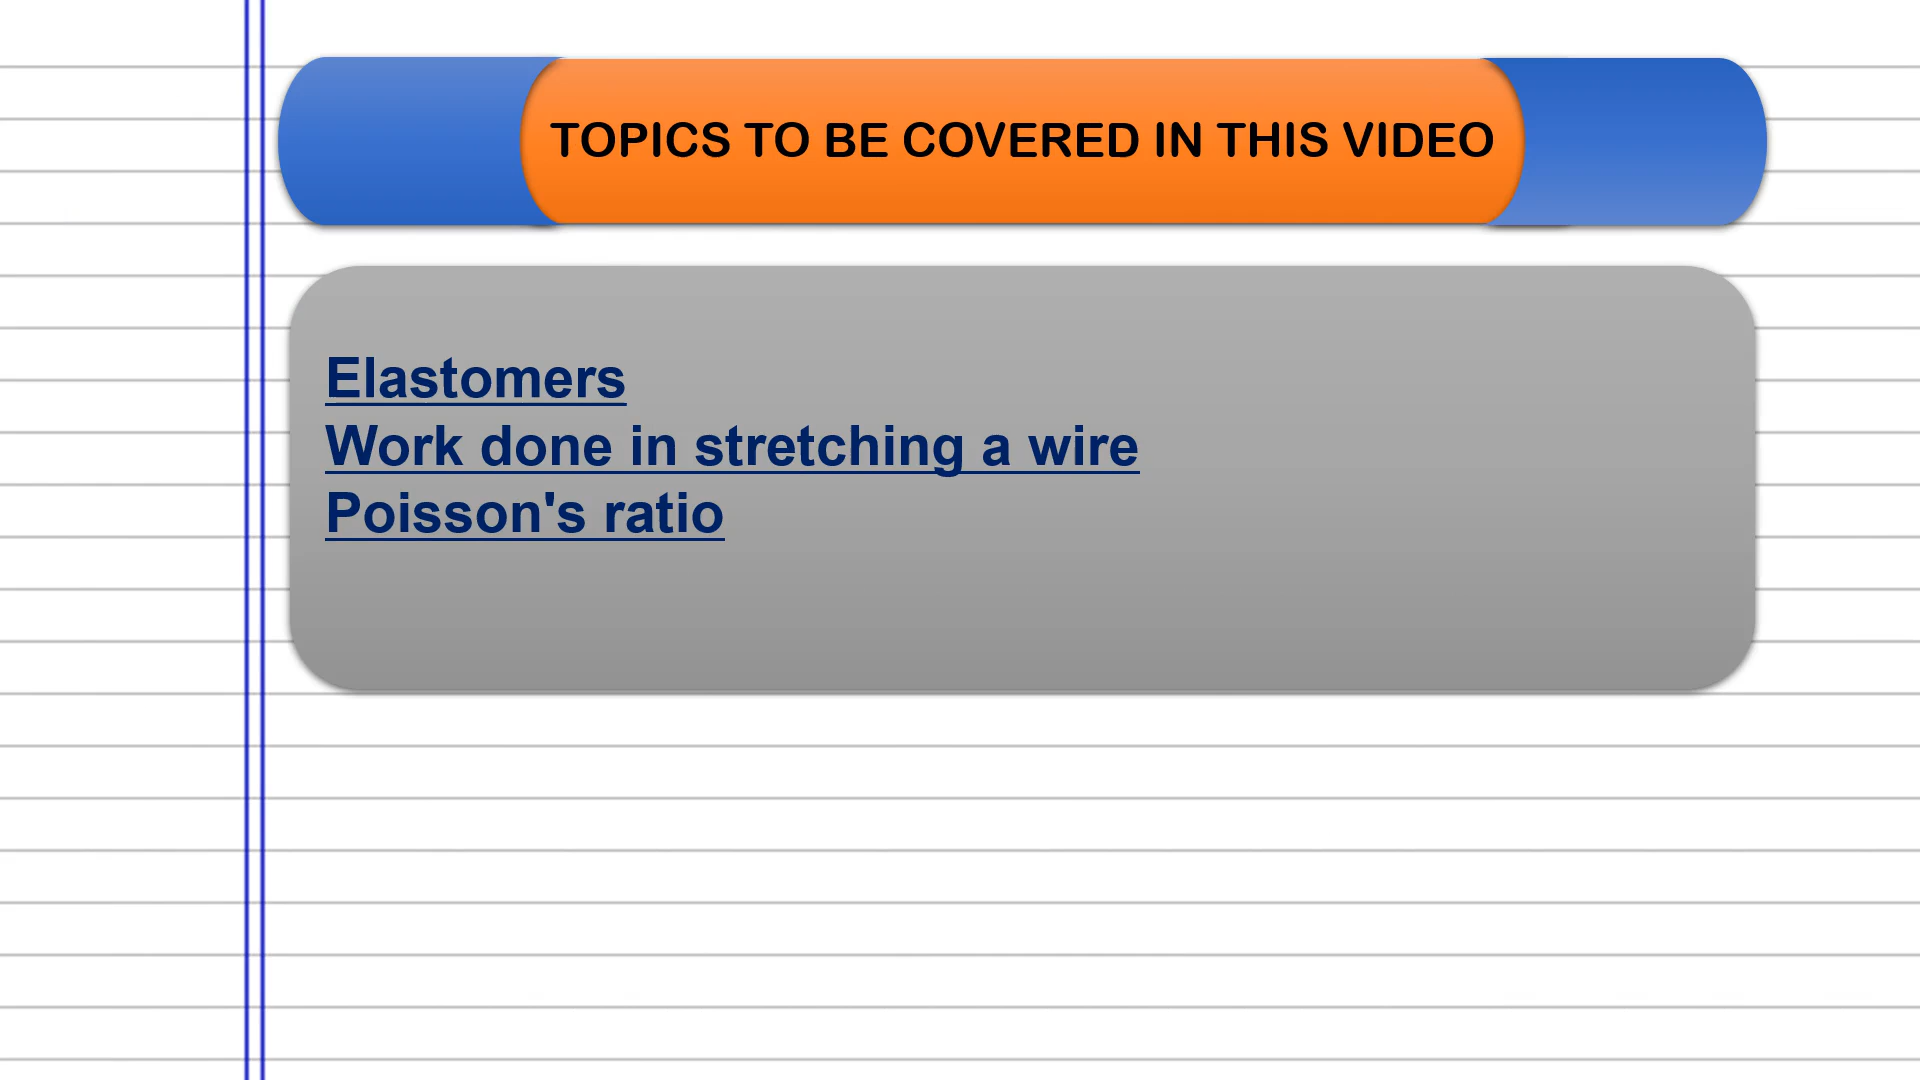 TOPICS TO BE COVERED IN THIS VIDEO
Elastomers
Work done in stretching a wire
Poisson's ratio